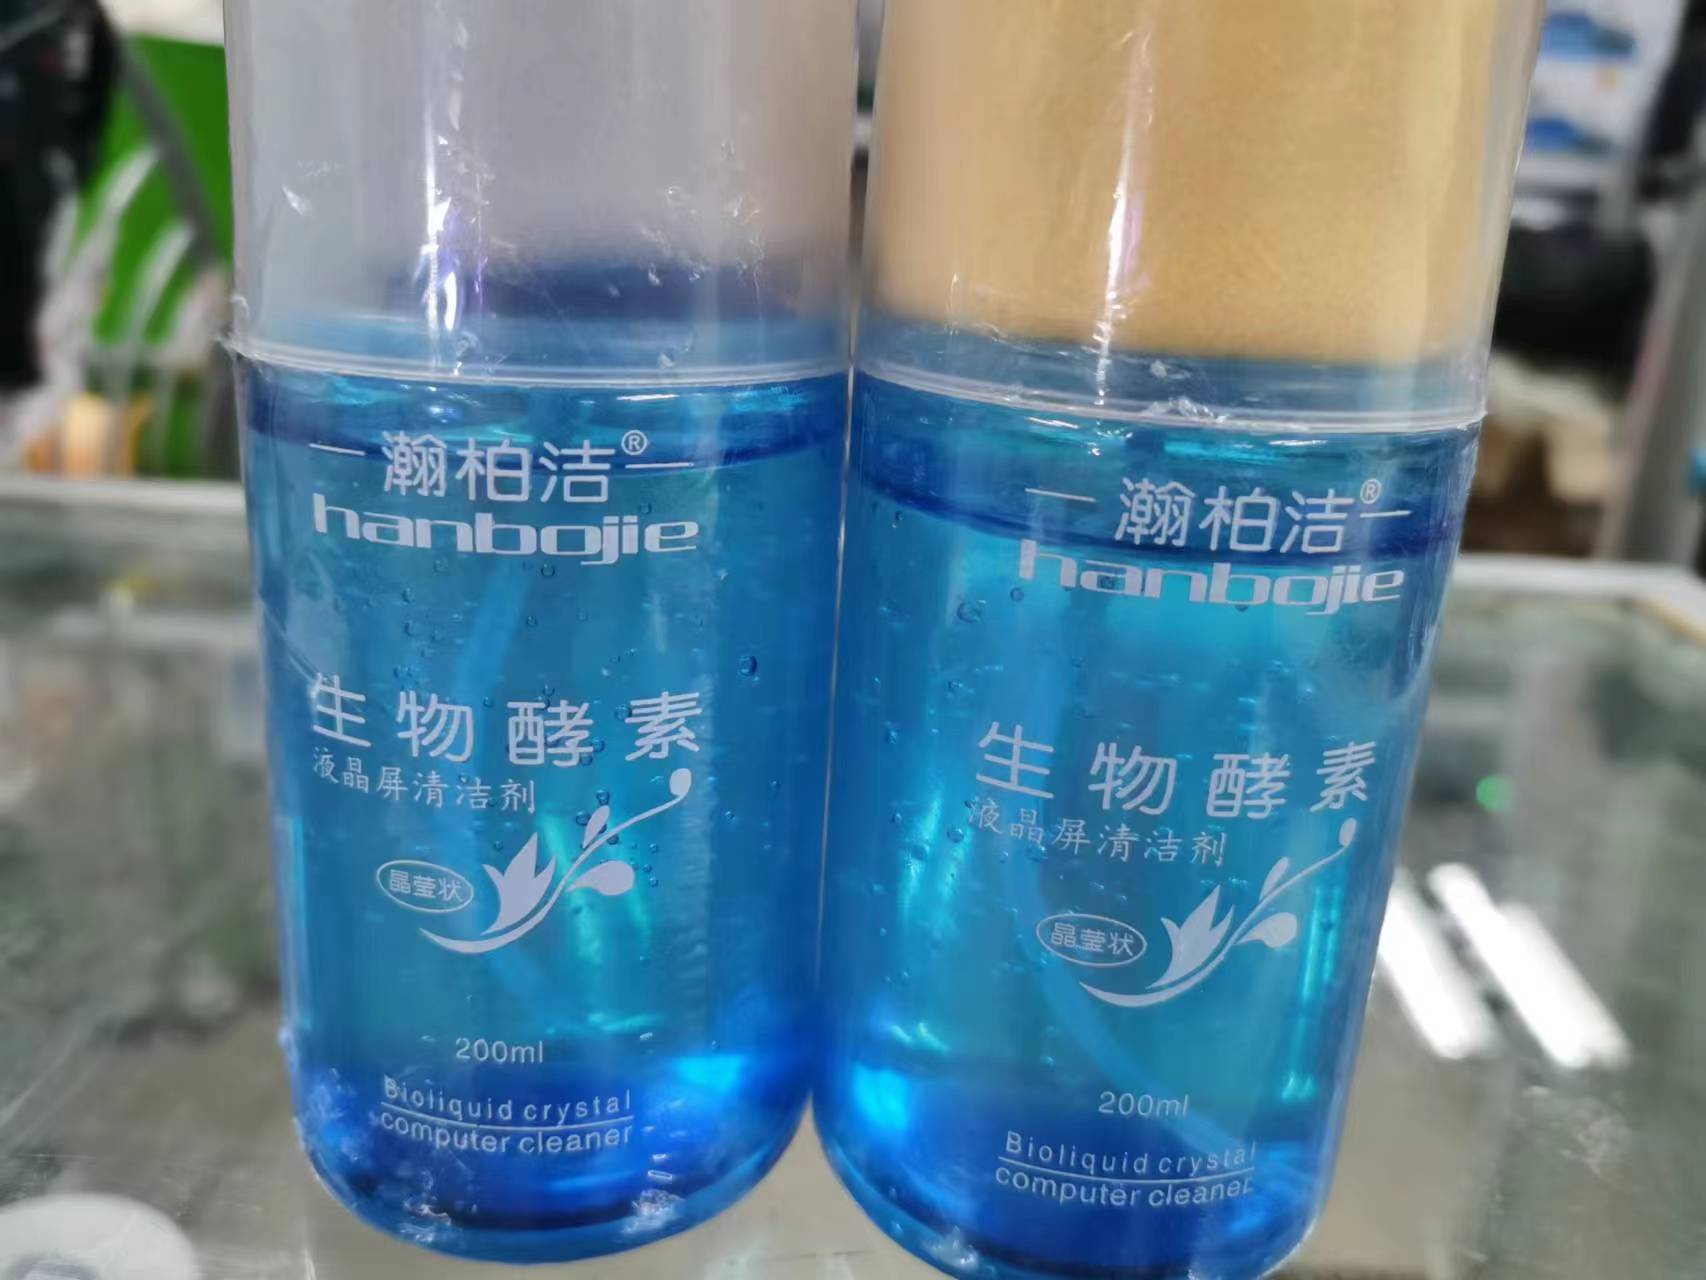 瀚柏洁®
hanbojie
生物酵素
液晶屏清洁剂
晶莹状
200ml
Bioliquid crystal
computer cleaner
瀚柏洁®
hanbojie
生物酵素
液晶屏清洁剂
晶莹状
200ml
Bioliquid crystal
computer cleaner